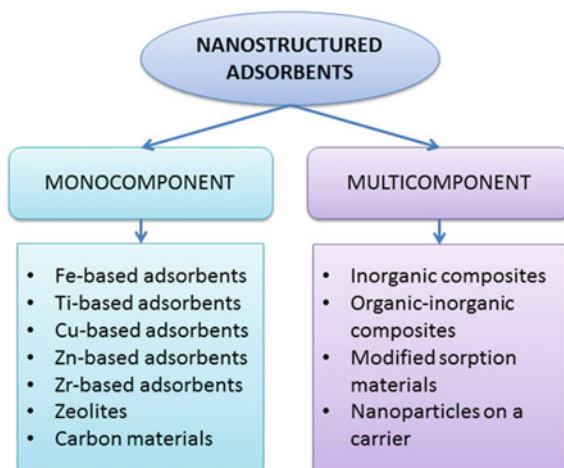 NANOSTRUCTURED
ADSORBENTS
MONOCOMPONENT
MULTICOMPONENT
• Fe-based adsorbents
• Ti-based adsorbents
• Cu-based adsorbents
• Zn-based adsorbents
• Zr-based adsorbents
• Zeolites
• Carbon materials
• Inorganic composites
• Organic-inorganic
composites
• Modified sorption
materials
• Nanoparticles on a
carrier